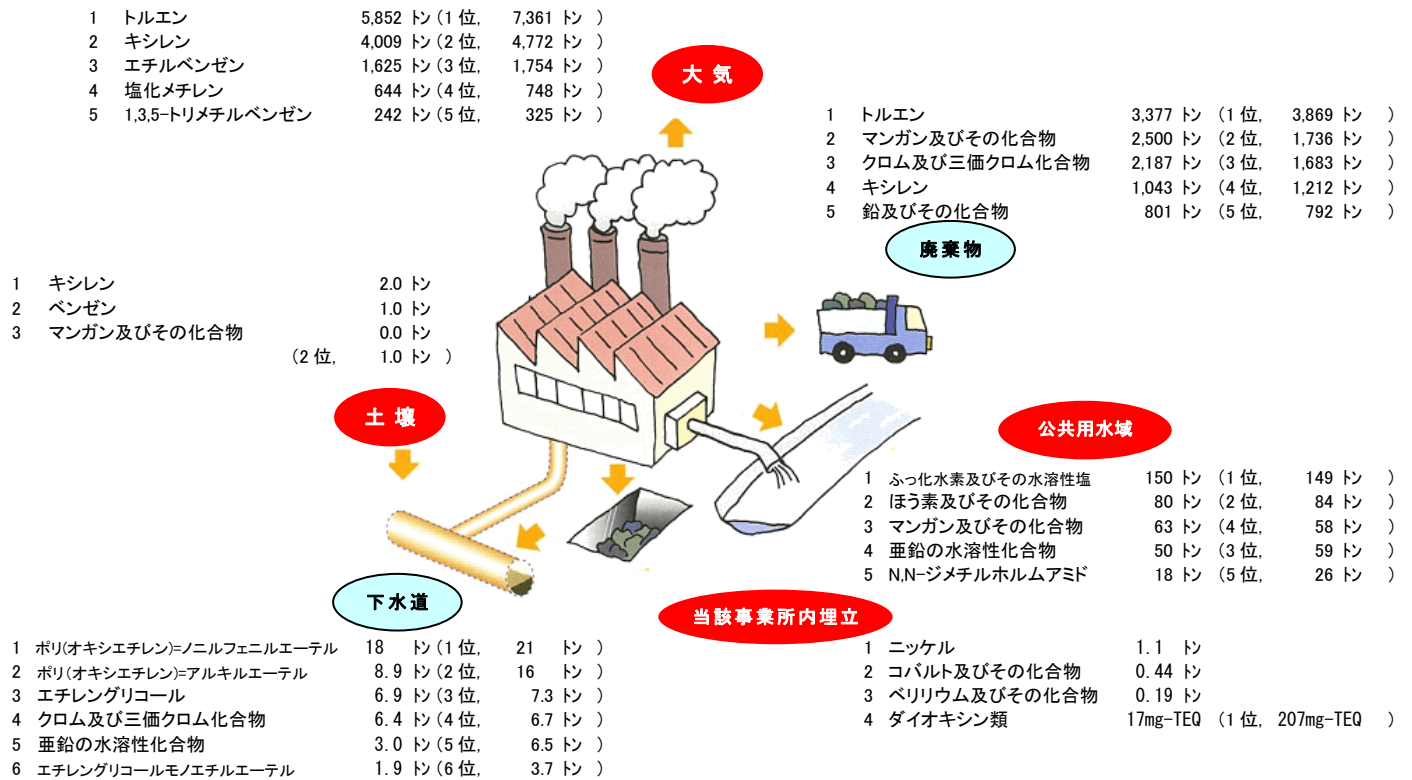 1 トルエン 5,852 トン (1 位, 7,361 トン )
2 キシレン 4,009 トン (2 位, 4,772 トン )
3 エチルベンゼン 1,625 トン (3 位, 1,754 トン )
4 塩化メチレン 644 トン (4 位, 748 トン )
5 1,3,5-トリメチルベンゼン 242 トン (5 位, 325 トン )
大 気
1 トルエン 3,377 トン (1 位, 3,869 トン )
2 マンガン及びその化合物 2,500 トン (2 位, 1,736 トン )
3 クロム及び三価クロム化合物 2,187 トン (3 位, 1,683 トン )
4 キシレン 1,043 トン (4 位, 1,212 トン )
5 鉛及びその化合物 801 トン (5 位, 792 トン )
廃棄物
1 キシレン 2.0 トン
2 ベンゼン 1.0 トン
3 マンガン及びその化合物 0.0 トン
(2 位, 1.0 トン )
土 壌
公共用水域
1 ふっ化水素及びその水溶性塩 150 トン (1 位, 149 トン )
2 ほう素及びその化合物 80 トン (2 位, 84 トン )
3 マンガン及びその化合物 63 トン (4 位, 58 トン )
4 亜鉛の水溶性化合物 50 トン (3 位, 59 トン )
5 N,N-ジメチルホルムアミド 18 トン (5 位, 26 トン )
下水道
1 ポリ(オキシエチレン)=ノニルフェニルエーテル 18 トン (1 位, 21 トン )
2 ポリ(オキシエチレン)=アルキルエーテル 8.9 トン (2 位, 16 トン )
3 エチレングリコール 6.9 トン (3 位, 7.3 トン )
4 クロム及び三価クロム化合物 6.4 トン (4 位, 6.7 トン )
5 亜鉛の水溶性化合物 3.0 トン (5 位, 6.5 トン )
6 エチレングリコールモノエチルエーテル 1.9 トン (6 位, 3.7 トン )
当該事業所内埋立
1 ニッケル 1.1 トン
2 コバルト及びその化合物 0.44 トン
3 ベリリウム及びその化合物 0.19 トン
4 ダイオキシン類 17mg-TEQ (1 位, 207mg-TEQ )